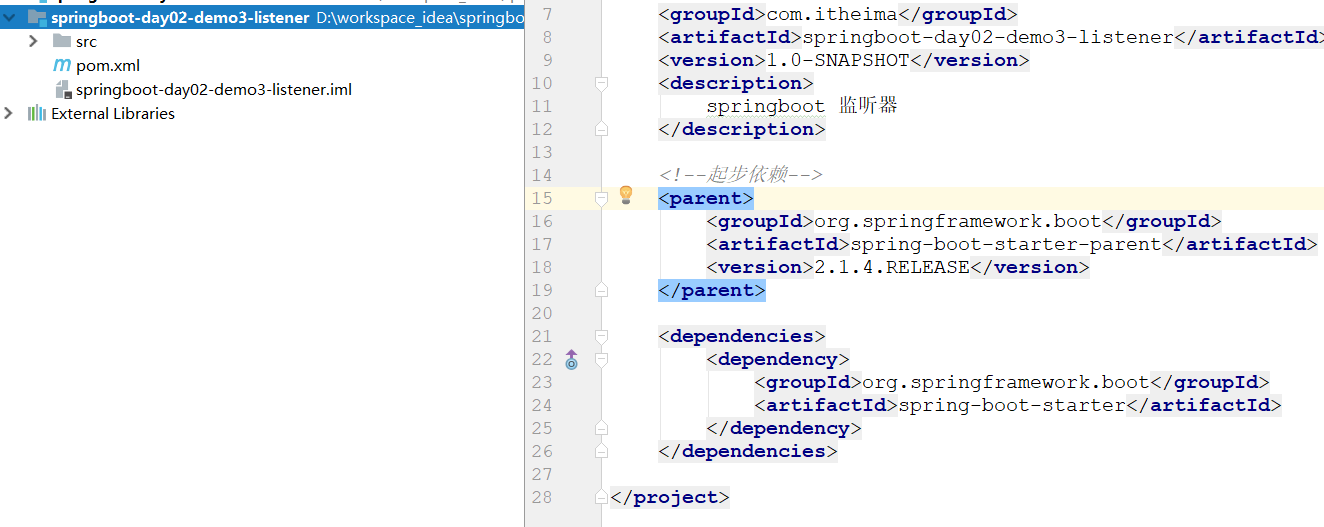 springboot-day02-demo3-listener D:\workspace_idea\springbo
src
pom.xml
springboot-day02-demo3-listener.iml
External Libraries
7 <groupId>com.itheima</groupId>
8 <artifactId>springboot-day02-demo3-listener</artifactId>
9 <version>1.0-SNAPSHOT</version>
10 <description>
11 springboot 监听器
12 </description>
13
14 <!--起步依赖-->
15 <parent>
16 <groupId>org.springframework.boot</groupId>
17 <artifactId>spring-boot-starter-parent</artifactId>
18 <version>2.1.4.RELEASE</version>
19 </parent>
20
21 <dependencies>
22 <dependency>
23 <groupId>org.springframework.boot</groupId>
24 <artifactId>spring-boot-starter</artifactId>
25 </dependency>
26 </dependencies>
27
28 </project>